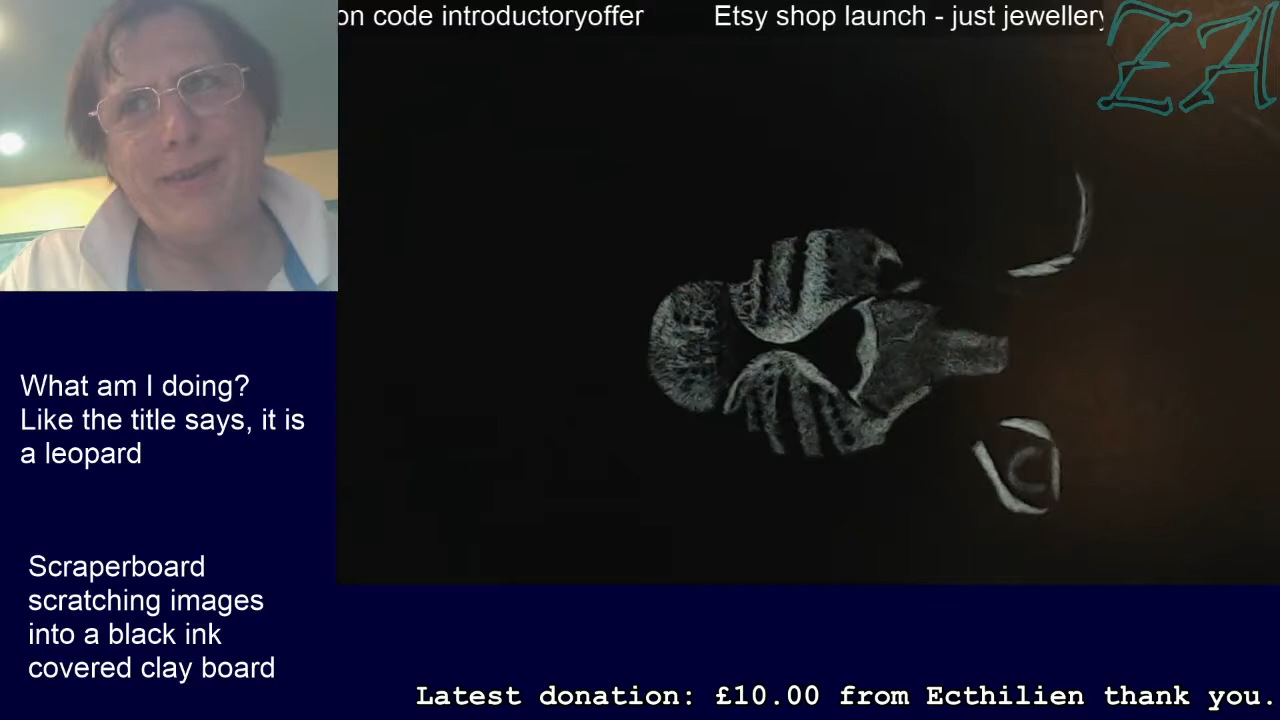 on code introductoryoffer Etsy shop launch - just jewellery
ZA
What am I doing?
Like the title says, it is
a leopard
Scraperboard
scratching images
into a black ink
covered clay board
Latest donation: £10.00 from Ecthilien thank you.